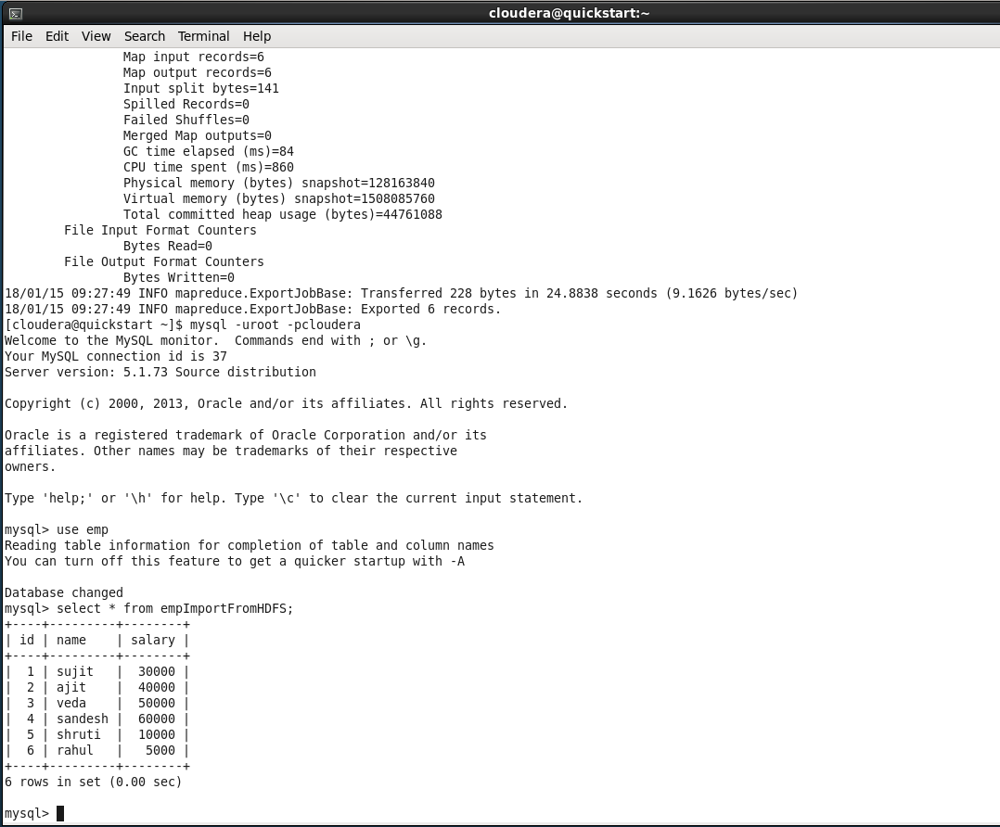 cloudera@quickstart:~
File Edit View Search Terminal Help
                Map input records=6
                Map output records=6
                Input split bytes=141
                Spilled Records=0
                Failed Shuffles=0
                Merged Map outputs=0
                GC time elapsed (ms)=84
                CPU time spent (ms)=860
                Physical memory (bytes) snapshot=128163840
                Virtual memory (bytes) snapshot=1508085760
                Total committed heap usage (bytes)=44761088
        File Input Format Counters
                Bytes Read=0
        File Output Format Counters
                Bytes Written=0
18/01/15 09:27:49 INFO mapreduce.ExportJobBase: Transferred 228 bytes in 24.8838 seconds (9.1626 bytes/sec)
18/01/15 09:27:49 INFO mapreduce.ExportJobBase: Exported 6 records.
[cloudera@quickstart ~]$ mysql -uroot -pcloudera
Welcome to the MySQL monitor.  Commands end with ; or \g.
Your MySQL connection id is 37
Server version: 5.1.73 Source distribution

Copyright (c) 2000, 2013, Oracle and/or its affiliates. All rights reserved.

Oracle is a registered trademark of Oracle Corporation and/or its
affiliates. Other names may be trademarks of their respective
owners.

Type 'help;' or '\h' for help. Type '\c' to clear the current input statement.

mysql> use emp
Reading table information for completion of table and column names
You can turn off this feature to get a quicker startup with -A

Database changed
mysql> select * from empImportFromHDFS;
+----+---------+--------+
| id | name    | salary |
+----+---------+--------+
|  1 | sujit   |  30000 |
|  2 | ajit    |  40000 |
|  3 | veda    |  50000 |
|  4 | sandesh |  60000 |
|  5 | shruti  |  10000 |
|  6 | rahul   |   5000 |
+----+---------+--------+
6 rows in set (0.00 sec)

mysql>